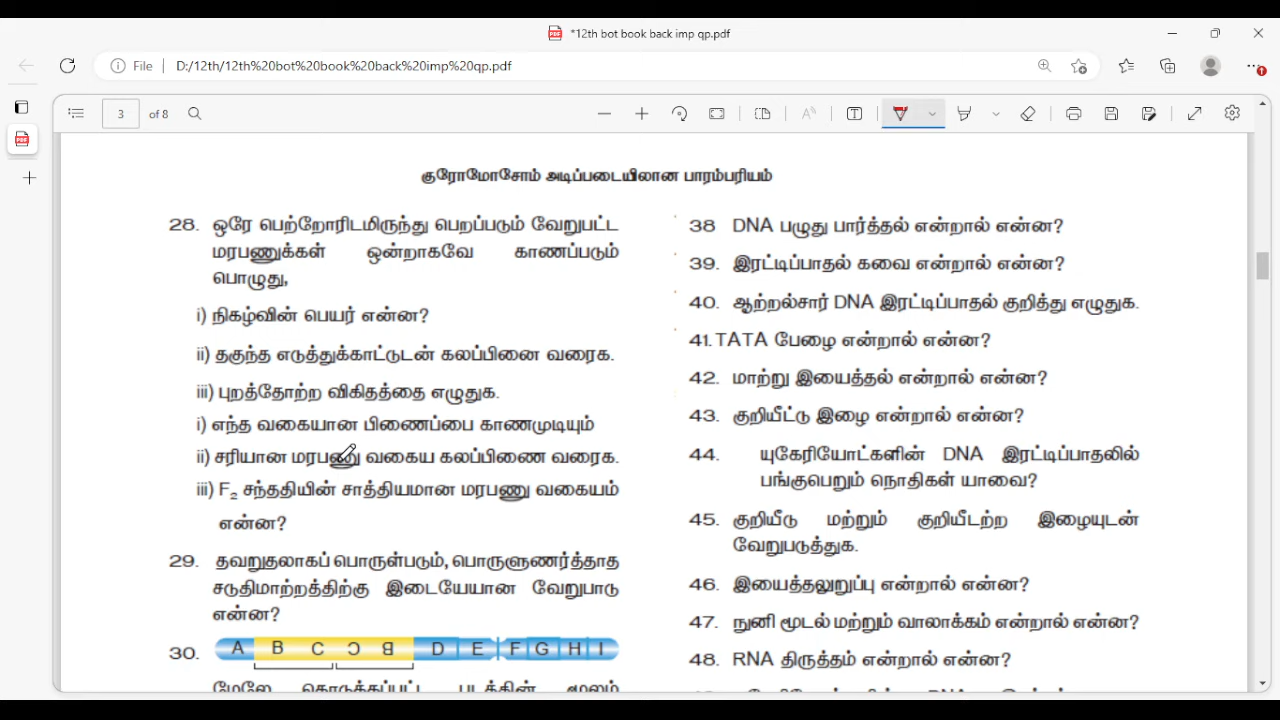 *12th bot book back imp qp.pdf
File D:/12th/12th%20bot%20book%20back%20imp%20qp.pdf
3 of 8
குரோமோசோம் அடிப்படையிலான பாரம்பரியம்
28. ஒரே பெற்றோரிடமிருந்து பெறப்படும் வேறுபட்ட
மரபணுக்கள் ஒன்றாகவே காணப்படும்
பொழுது,
i) நிகழ்வின் பெயர் என்ன?
ii) தகுந்த எடுத்துக்காட்டுடன் கலப்பினை வரைக.
iii) புறத்தோற்ற விகிதத்தை எழுதுக.
i) எந்த வகையான பிணைப்பை காணமுடியும்
ii) சரியான மரபணு வகைய கலப்பிணை வரைக.
iii) F₂ சந்ததியின் சாத்தியமான மரபணு வகையம்
என்ன?
29. தவறுதலாகப் பொருள்படும், பொருளுணர்த்தாத
சடுதிமாற்றத்திற்கு இடையேயான வேறுபாடு
என்ன?
30. A B C Ɔ ᗺ D E F G H I
மேலே கொடுக்கப்பட்ட படத்தின் மூலம்
38 DNA பழுது பார்த்தல் என்றால் என்ன?
39. இரட்டிப்பாதல் கவை என்றால் என்ன?
40. ஆற்றல்சார் DNA இரட்டிப்பாதல் குறித்து எழுதுக.
41. TATA பேழை என்றால் என்ன?
42. மாற்று இயைத்தல் என்றால் என்ன?
43. குறியீட்டு இழை என்றால் என்ன?
44. யுகேரியோட்களின் DNA இரட்டிப்பாதலில்
பங்குபெறும் நொதிகள் யாவை?
45. குறியீடு மற்றும் குறியீடற்ற இழையுடன்
வேறுபடுத்துக.
46. இயைத்தலுறுப்பு என்றால் என்ன?
47. நுனி மூடல் மற்றும் வாலாக்கம் என்றால் என்ன?
48. RNA திருத்தம் என்றால் என்ன?